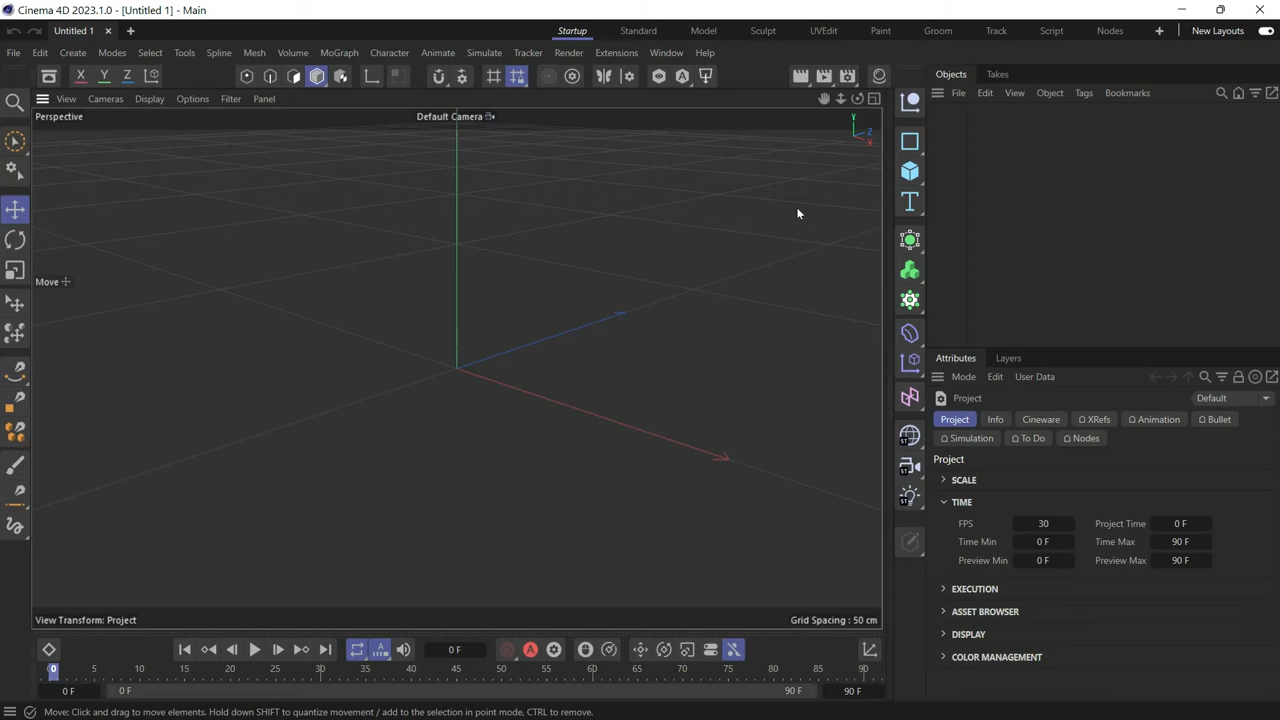 Cinema 4D 2023.1.0 - [Untitled 1] - Main
Untitled 1
Startup Standard Model Sculpt UVEdit Paint Groom Track Script Nodes New Layouts
File Edit Create Modes Select Tools Spline Mesh Volume MoGraph Character Animate Simulate Tracker Render Extensions Window Help
X Y Z
Objects Takes
File Edit View Object Tags Bookmarks
View Cameras Display Options Filter Panel
Perspective
Default Camera
Y
Z
X
Move
ST
ST
ST
View Transform: Project
Grid Spacing : 50 cm
Attributes Layers
Mode Edit User Data
Project
Default
Project Info Cineware XRefs Animation Bullet
Simulation To Do Nodes
Project
SCALE
TIME
FPS 30 Project Time 0 F
Time Min 0 F Time Max 90 F
Preview Min 0 F Preview Max 90 F
EXECUTION
ASSET BROWSER
DISPLAY
COLOR MANAGEMENT
0 F
0 5 10 15 20 25 30 35 40 45 50 55 60 65 70 75 80 85 90
0 F 0 F 90 F 90 F
Move: Click and drag to move elements. Hold down SHIFT to quantize movement / add to the selection in point mode, CTRL to remove.